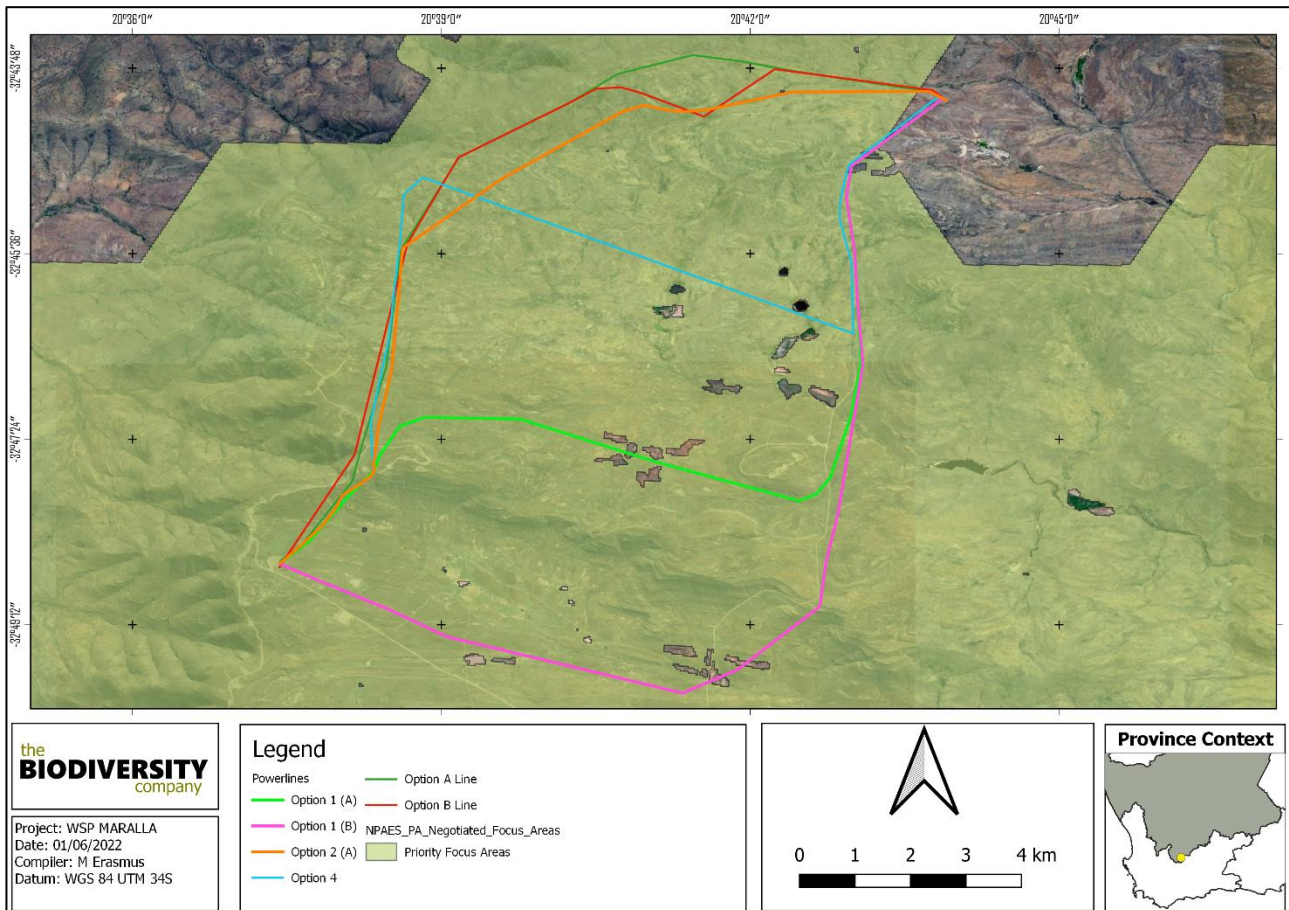 20°36'0" 20°39'0" 20°42'0" 20°45'0"
-32°43'48"
-32°45'36"
-32°47'24"
-32°49'12"
the
BIODIVERSITY
company
Project: WSP MARALLA
Date: 01/06/2022
Compiler: M Erasmus
Datum: WGS 84 UTM 34S
Legend
Powerlines
Option 1 (A)
Option 1 (B)
Option 2 (A)
Option 4
Option A Line
Option B Line
NPAES_PA_Negotiated_Focus_Areas
Priority Focus Areas
0 1 2 3 4 km
Province Context